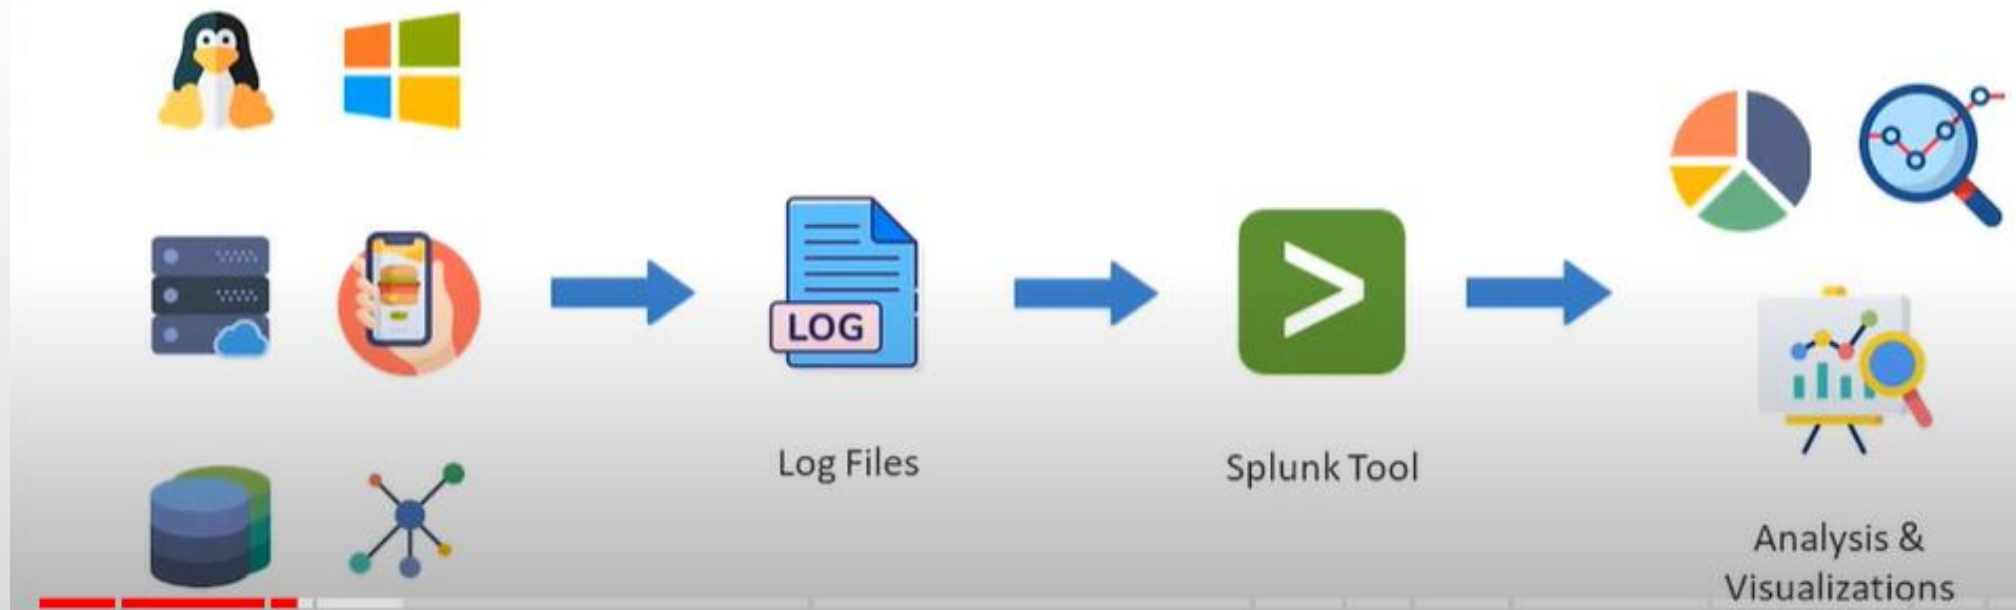 LOG
Log Files
Splunk Tool
Analysis &
Visualizations